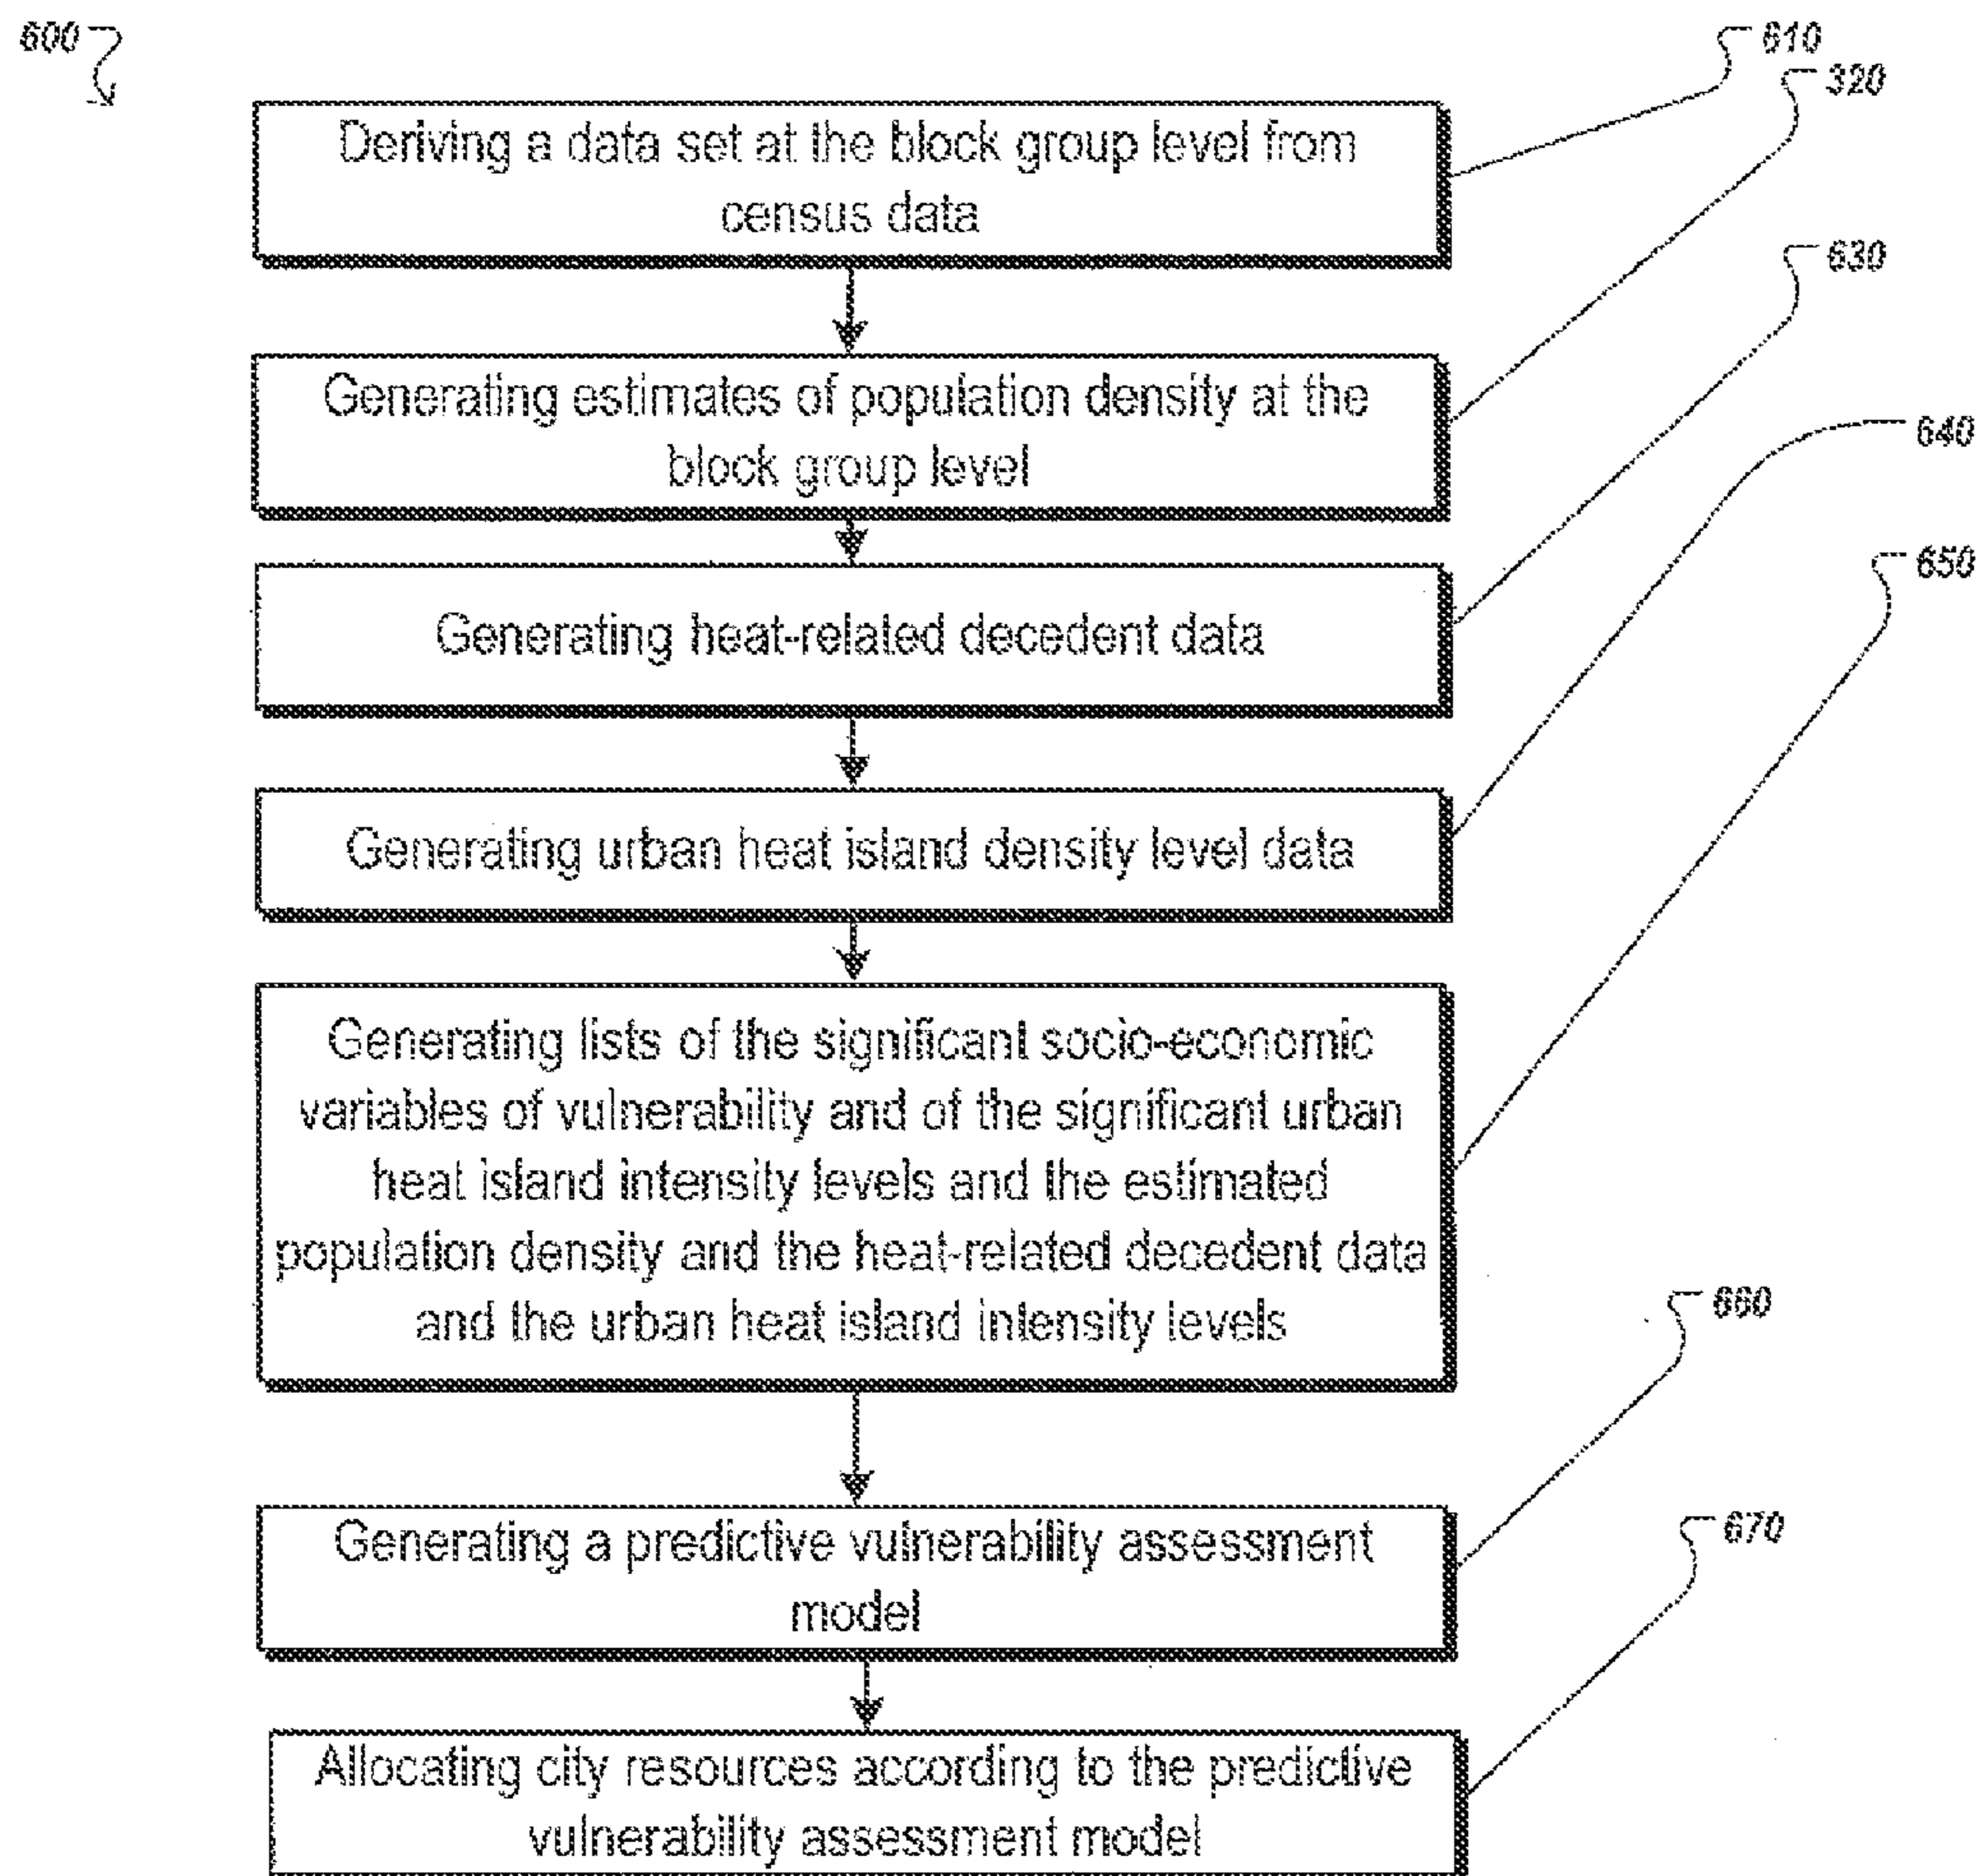 600
610
320
Deriving a data set at the block group level from
census data
630
Generating estimates of population density at the
block group level
640
650
Generating heat-related decedent data
Generating urban heat island density level data
Generating lists of the significant socio-economic
variables of vulnerability and of the significant urban
heat island intensity levels and the estimated
population density and the heat-related decedent data
and the urban heat island intensity levels
660
Generating a predictive vulnerability assessment
model
670
Allocating city resources according to the predictive
vulnerability assessment model